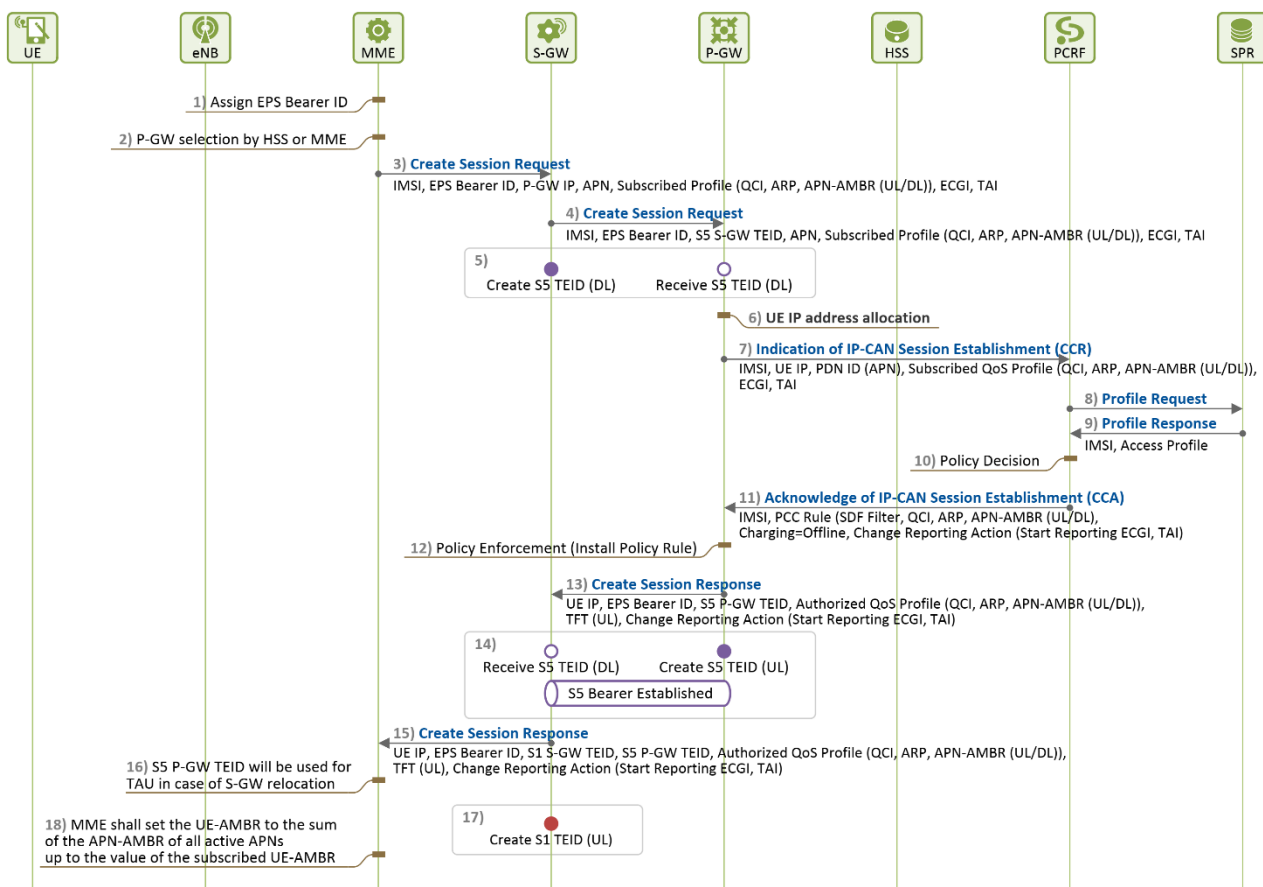 UE
eNB
MME
S-GW
P-GW
HSS
PCRF
SPR
1) Assign EPS Bearer ID
2) P-GW selection by HSS or MME
3) Create Session Request
IMSI, EPS Bearer ID, P-GW IP, APN, Subscribed Profile (QCI, ARP, APN-AMBR (UL/DL)), ECGI, TAI
4) Create Session Request
IMSI, EPS Bearer ID, S5 S-GW TEID, APN, Subscribed Profile (QCI, ARP, APN-AMBR (UL/DL)), ECGI, TAI
5)
Create S5 TEID (DL)
Receive S5 TEID (DL)
6) UE IP address allocation
7) Indication of IP-CAN Session Establishment (CCR)
IMSI, UE IP, PDN ID (APN), Subscribed QoS Profile (QCI, ARP, APN-AMBR (UL/DL)),
ECGI, TAI
8) Profile Request
9) Profile Response
IMSI, Access Profile
10) Policy Decision
11) Acknowledge of IP-CAN Session Establishment (CCA)
IMSI, PCC Rule (SDF Filter, QCI, ARP, APN-AMBR (UL/DL),
Charging=Offline, Change Reporting Action (Start Reporting ECGI, TAI)
12) Policy Enforcement (Install Policy Rule)
13) Create Session Response
UE IP, EPS Bearer ID, S5 P-GW TEID, Authorized QoS Profile (QCI, ARP, APN-AMBR (UL/DL)),
TFT (UL), Change Reporting Action (Start Reporting ECGI, TAI)
14)
Receive S5 TEID (DL)
Create S5 TEID (UL)
S5 Bearer Established
15) Create Session Response
UE IP, EPS Bearer ID, S1 S-GW TEID, S5 P-GW TEID, Authorized QoS Profile (QCI, ARP, APN-AMBR (UL/DL)),
TFT (UL), Change Reporting Action (Start Reporting ECGI, TAI)
16) S5 P-GW TEID will be used for
TAU in case of S-GW relocation
17)
Create S1 TEID (UL)
18) MME shall set the UE-AMBR to the sum
of the APN-AMBR of all active APNs
up to the value of the subscribed UE-AMBR